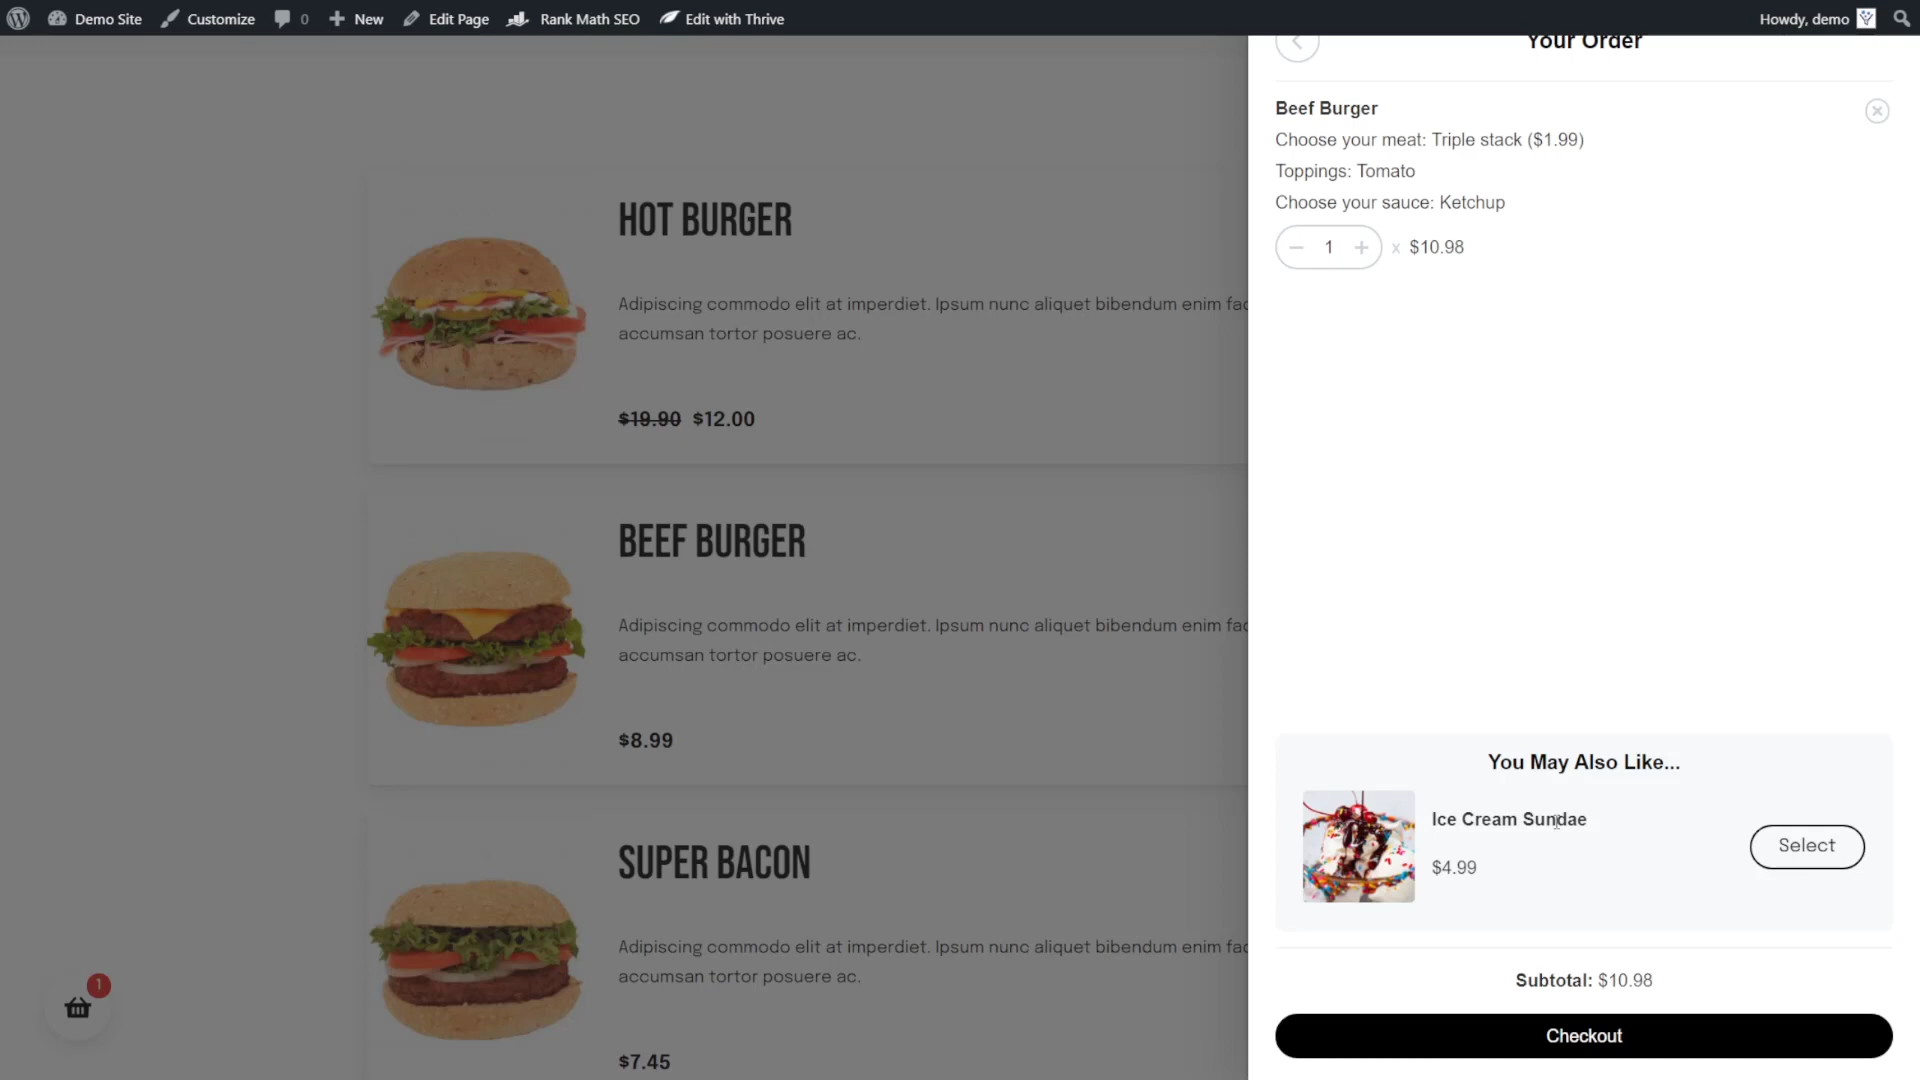 Demo Site Customize 0 New Edit Page Rank Math SEO Edit with Thrive Howdy, demo
Your Order
Beef Burger
Choose your meat: Triple stack ($1.99)
Toppings: Tomato
Choose your sauce: Ketchup
− 1 + x $10.98
HOT BURGER
Adipiscing commodo elit at imperdiet. Ipsum nunc aliquet bibendum enim fac
accumsan tortor posuere ac.
$19.90 $12.00
BEEF BURGER
Adipiscing commodo elit at imperdiet. Ipsum nunc aliquet bibendum enim fac
accumsan tortor posuere ac.
$8.99
SUPER BACON
Adipiscing commodo elit at imperdiet. Ipsum nunc aliquet bibendum enim fac
accumsan tortor posuere ac.
$7.45
1
You May Also Like...
Ice Cream Sundae
$4.99
Select
Subtotal: $10.98
Checkout